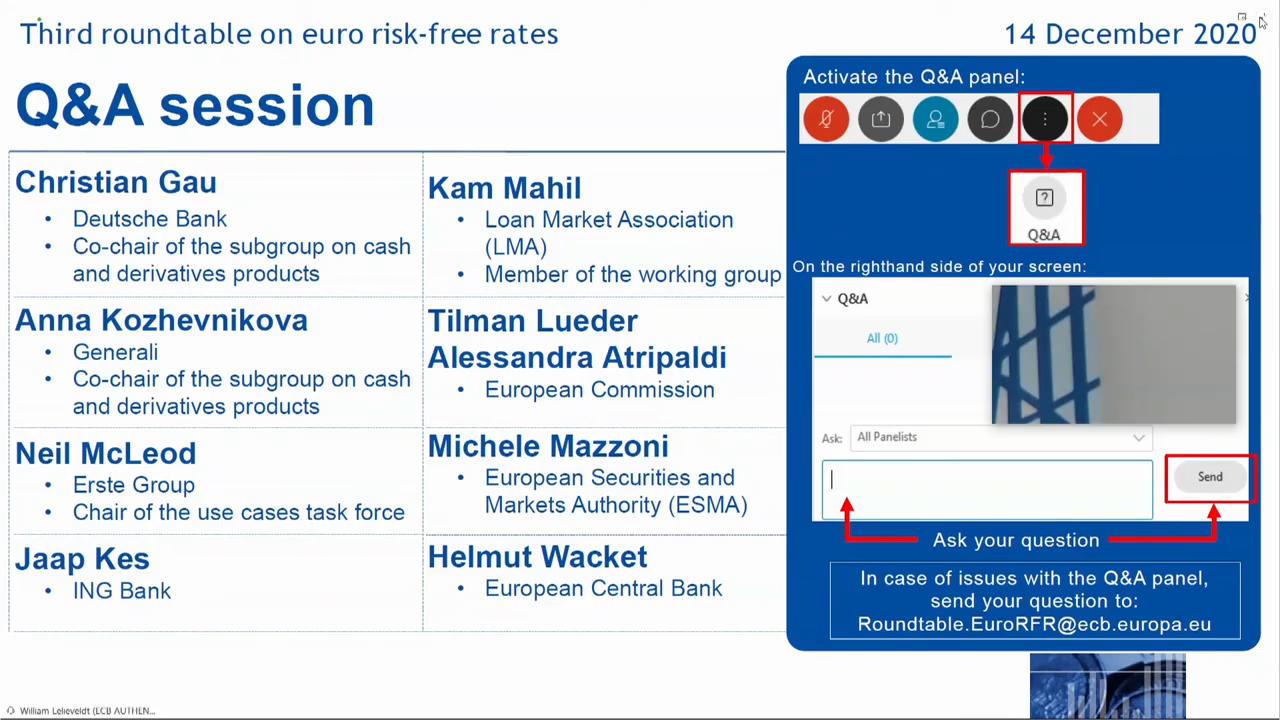 Third roundtable on euro risk-free rates
14 December 2020
Q&A session
Christian Gau
• Deutsche Bank
• Co-chair of the subgroup on cash
and derivatives products
Anna Kozhevnikova
• Generali
• Co-chair of the subgroup on cash
and derivatives products
Neil McLeod
• Erste Group
• Chair of the use cases task force
Jaap Kes
• ING Bank
Kam Mahil
• Loan Market Association
(LMA)
• Member of the working group
Tilman Lueder
Alessandra Atripaldi
• European Commission
Michele Mazzoni
• European Securities and
Markets Authority (ESMA)
Helmut Wacket
• European Central Bank
Activate the Q&A panel:
Q&A
On the righthand side of your screen:
Q&A
All (0)
Ask: All Panelists
Send
Ask your question
In case of issues with the Q&A panel,
send your question to:
Roundtable.EuroRFR@ecb.europa.eu
William Lelieveldt (ECB AUTHEN...